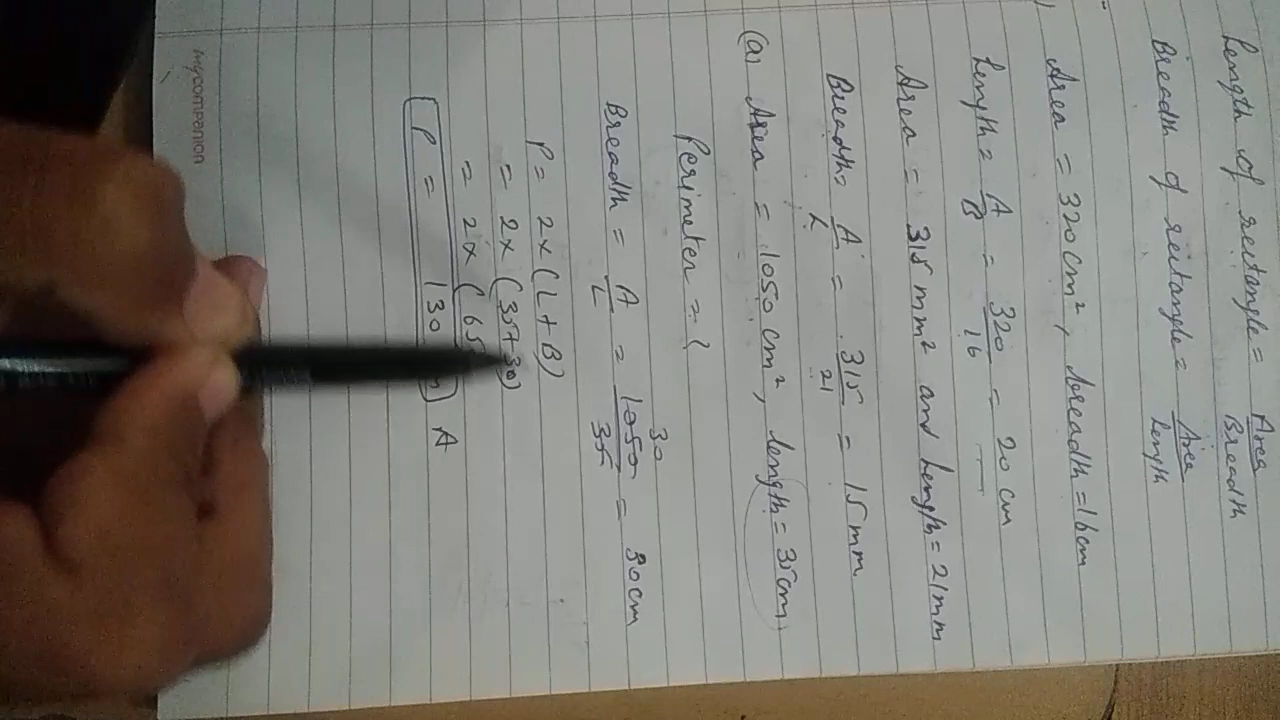 Length of rectangle = Area / Breadth
Breadth of rectangle = Area / Length
Area = 320 cm², breadth = 16 cm
Length = A / B = 320 / 16 = 20 cm
Area = 315 mm² and Length = 21 mm
Breadth = A / L = 315 / 21 = 15 mm
(a) Area = 1050 cm², length = 35 cm,
Perimeter = ?
Breadth = A / L = 1050 / 35 = 30 cm
30
P = 2 × (L + B)
= 2 × (35 + 30)
= 2 × (65
P = 130
A
mycompanion